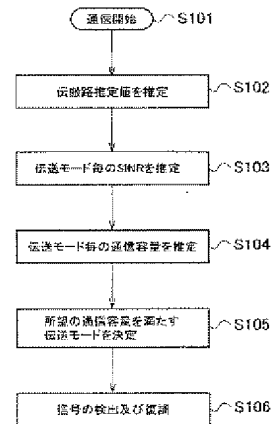 通信開始 S101
伝搬路推定値を推定 S102
伝送モード毎のSINRを推定 S103
伝送モード毎の通信容量を推定 S104
所望の通信容量を満たす S105
伝送モードを決定
信号の検出及び復調 S106